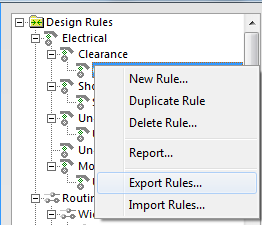 Design Rules
Electrical
Clearance
Sho
Un
Un
Mo
Routin
Wid
New Rule...
Duplicate Rule
Delete Rule...
Report...
Export Rules...
Import Rules...